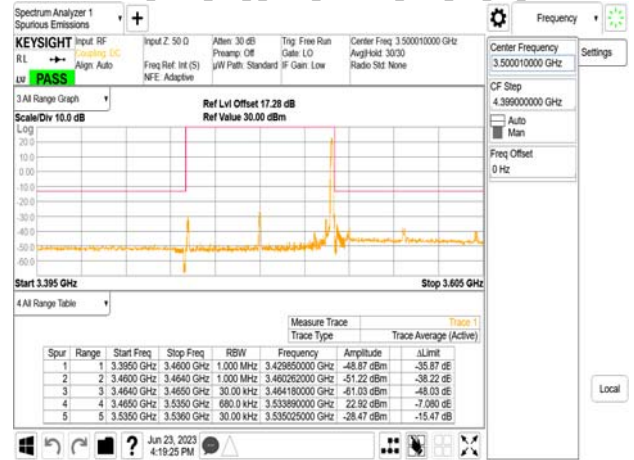 Spectrum Analyzer 1
Spurious Emissions
+
Frequency
KEYSIGHT Input: RF
RL
Coupling: DC
Align: Auto
Input Z: 50 Ω
Freq Ref: Int (S)
NFE: Adaptive
Atten: 30 dB
Preamp: Off
µW Path: Standard
Trig: Free Run
Gate: LO
IF Gain: Low
Center Freq: 3.500010000 GHz
Avg|Hold: 30/30
Radio Std: None
PASS
Center Frequency
3.500010000 GHz
Settings
CF Step
4.399000000 GHz
Auto
Man
Freq Offset
0 Hz
3 All Range Graph
Scale/Div 10.0 dB
Ref Lvl Offset 17.28 dB
Ref Value 30.00 dBm
Log
20.0
10.0
0.00
-10.0
-20.0
-30.0
-40.0
-50.0
-60.0
Start 3.395 GHz
Stop 3.605 GHz
4 All Range Table
Measure Trace Trace 1
Trace Type Trace Average (Active)
Spur Range Start Freq Stop Freq RBW Frequency Amplitude ΔLimit
1 1 3.3950 GHz 3.4600 GHz 1.000 MHz 3.429850000 GHz -48.87 dBm -35.87 dB
2 2 3.4600 GHz 3.4640 GHz 1.000 MHz 3.460262000 GHz -51.22 dBm -38.22 dB
3 3 3.4640 GHz 3.4650 GHz 30.00 kHz 3.464180000 GHz -61.03 dBm -48.03 dB
4 4 3.4650 GHz 3.5350 GHz 680.0 kHz 3.533890000 GHz 22.92 dBm -7.080 dB
5 5 3.5350 GHz 3.5360 GHz 30.00 kHz 3.535025000 GHz -28.47 dBm -15.47 dB
Local
?
Jun 23, 2023
4:19:25 PM